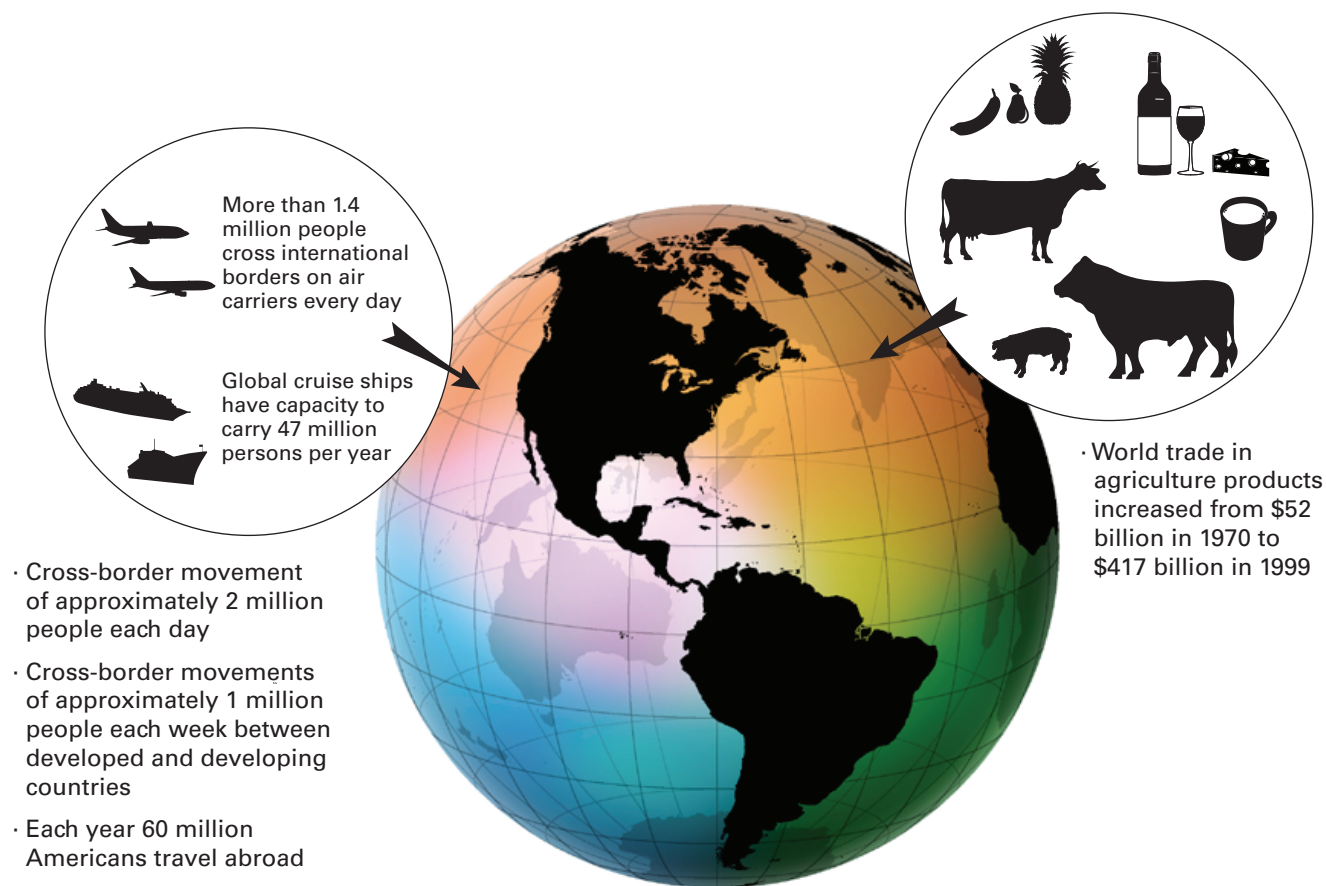 More than 1.4
million people
cross international
borders on air
carriers every day
Global cruise ships
have capacity to
carry 47 million
persons per year
· Cross-border movement
of approximately 2 million
people each day
· Cross-border movements
of approximately 1 million
people each week between
developed and developing
countries
· Each year 60 million
Americans travel abroad
· World trade in
agriculture products
increased from $52
billion in 1970 to
$417 billion in 1999